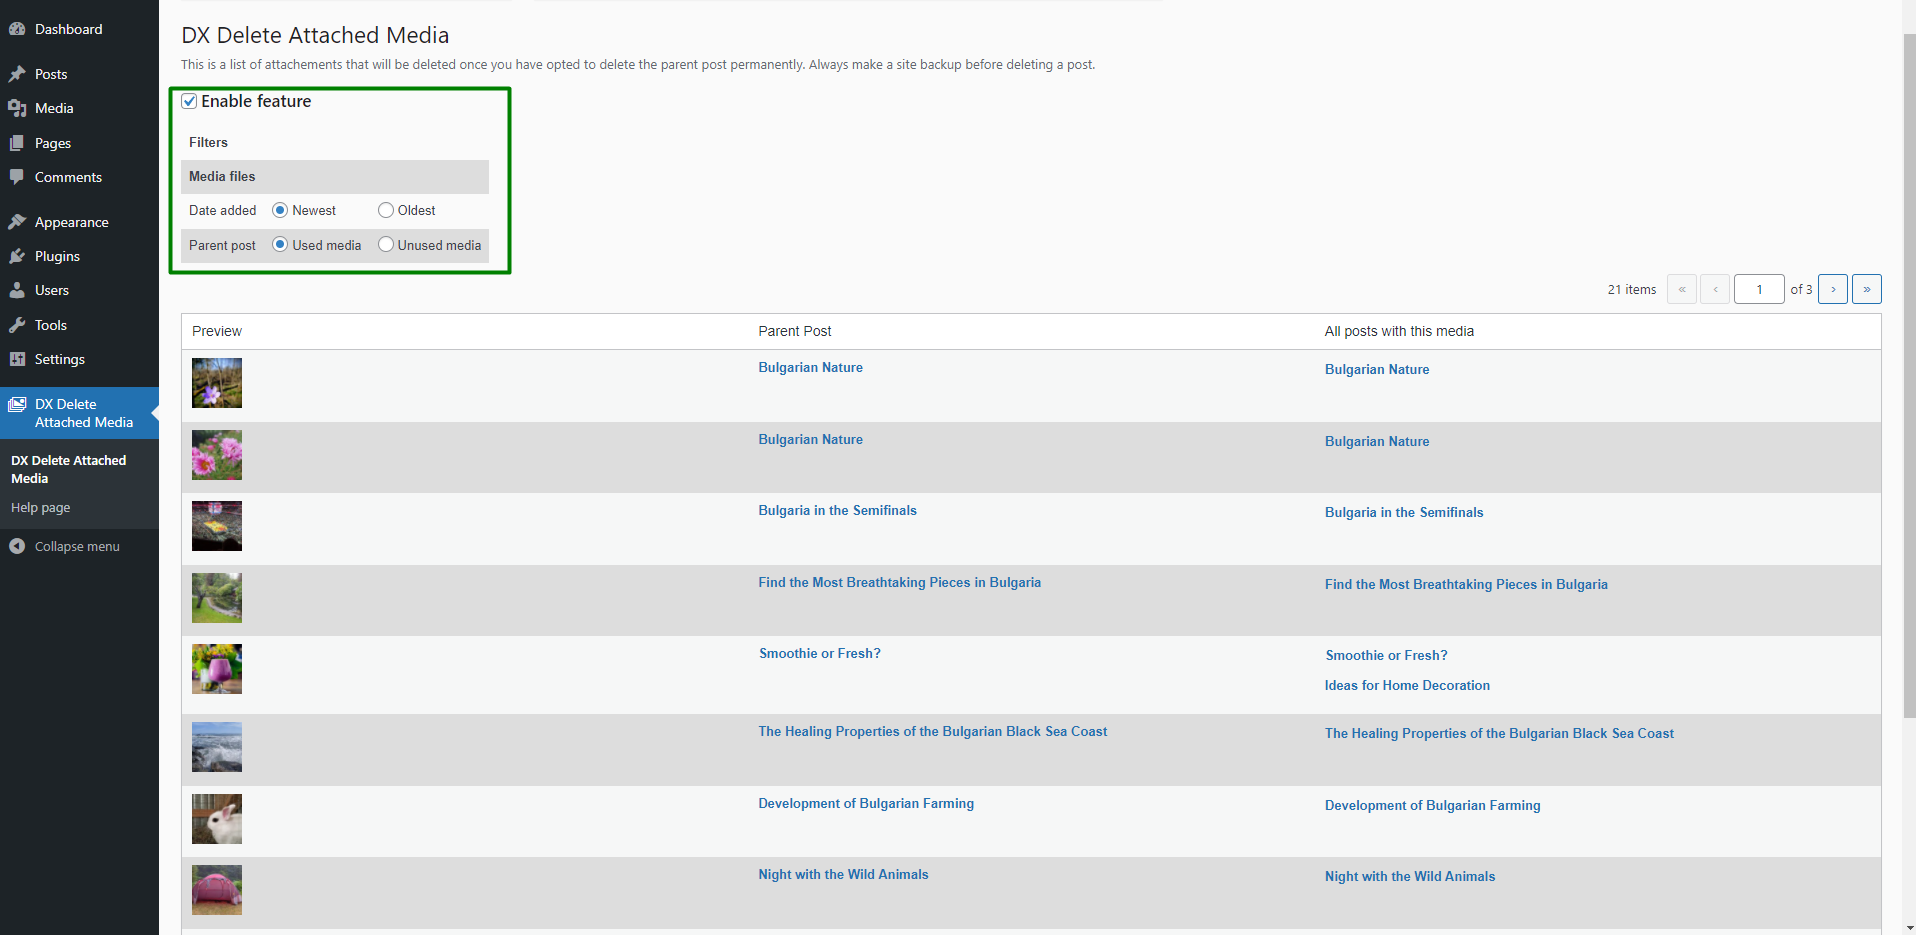 Dashboard
Posts
Media
Pages
Comments
Appearance
Plugins
Users
Tools
Settings
DX Delete
Attached Media
DX Delete Attached
Media
Help page
Collapse menu
DX Delete Attached Media
This is a list of attachements that will be deleted once you have opted to delete the parent post permanently. Always make a site backup before deleting a post.
Enable feature
Filters
Media files
Date added Newest Oldest
Parent post Used media Unused media
21 items « ‹ 1 of 3 › »
Preview Parent Post All posts with this media
Bulgarian Nature Bulgarian Nature
Bulgarian Nature Bulgarian Nature
Bulgaria in the Semifinals Bulgaria in the Semifinals
Find the Most Breathtaking Pieces in Bulgaria Find the Most Breathtaking Pieces in Bulgaria
Smoothie or Fresh? Smoothie or Fresh?
Ideas for Home Decoration
The Healing Properties of the Bulgarian Black Sea Coast The Healing Properties of the Bulgarian Black Sea Coast
Development of Bulgarian Farming Development of Bulgarian Farming
Night with the Wild Animals Night with the Wild Animals